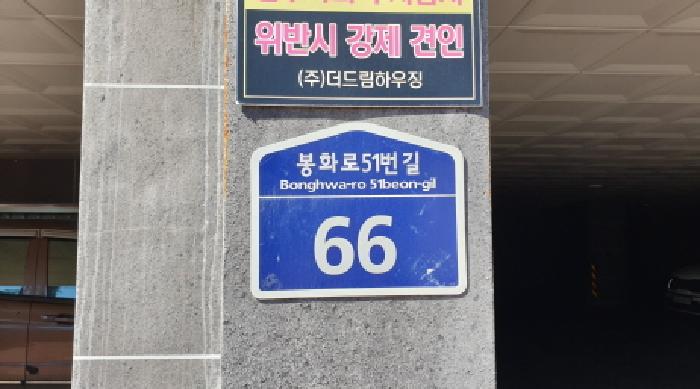 위반시 강제 견인
(주)더드림하우징
봉화로51번길
Bonghwa-ro 51beon-gil
66